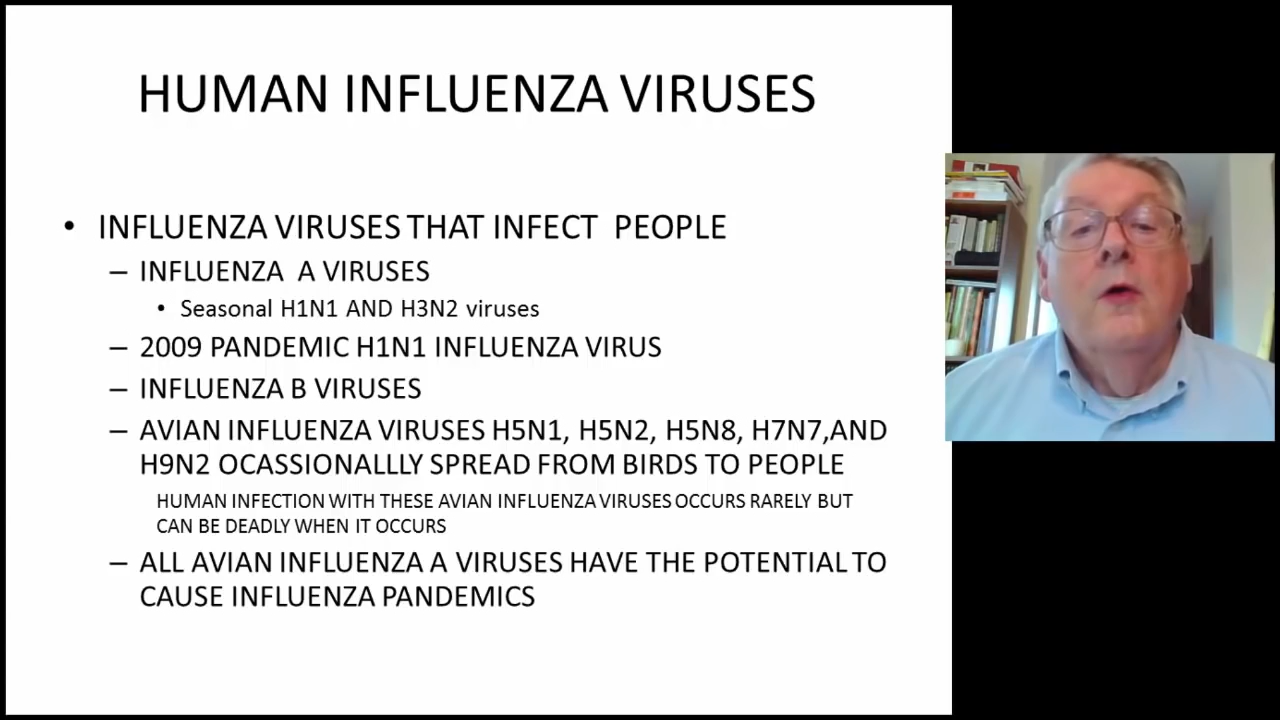 HUMAN INFLUENZA VIRUSES
• INFLUENZA VIRUSES THAT INFECT PEOPLE
– INFLUENZA A VIRUSES
• Seasonal H1N1 AND H3N2 viruses
– 2009 PANDEMIC H1N1 INFLUENZA VIRUS
– INFLUENZA B VIRUSES
– AVIAN INFLUENZA VIRUSES H5N1, H5N2, H5N8, H7N7,AND
H9N2 OCASSIONALLLY SPREAD FROM BIRDS TO PEOPLE
HUMAN INFECTION WITH THESE AVIAN INFLUENZA VIRUSES OCCURS RARELY BUT
CAN BE DEADLY WHEN IT OCCURS
– ALL AVIAN INFLUENZA A VIRUSES HAVE THE POTENTIAL TO
CAUSE INFLUENZA PANDEMICS